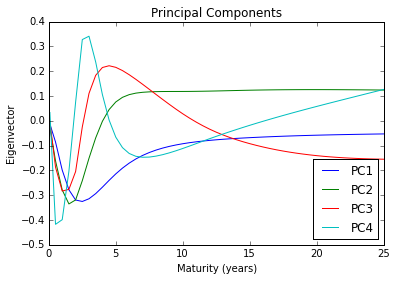 Principal Components
0.4
0.3
0.2
0.1
0.0
−0.1
−0.2
−0.3
−0.4
−0.5
Eigenvector
PC1
PC2
PC3
PC4
0 5 10 15 20 25
Maturity (years)